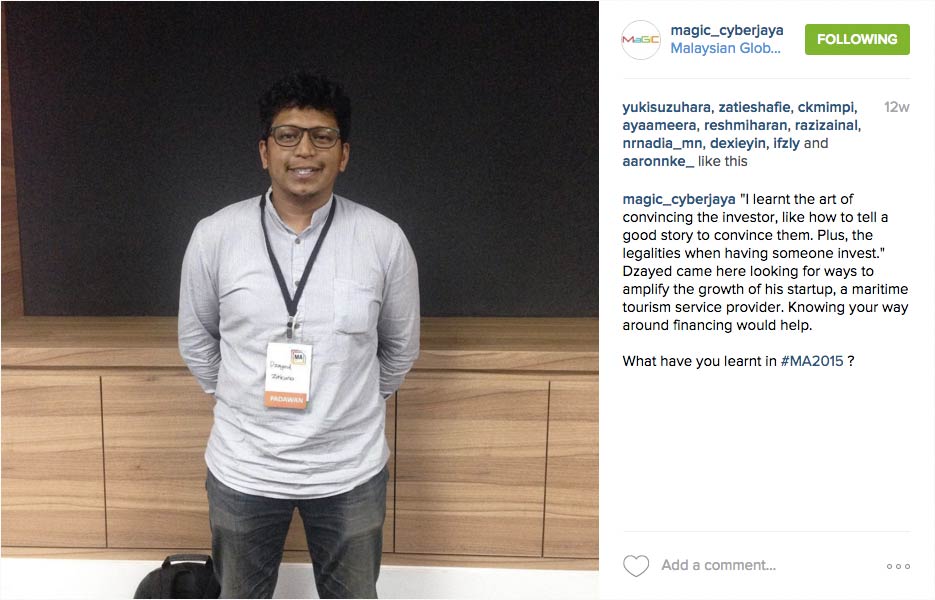 MaGIC
magic_cyberjaya
Malaysian Glob...
FOLLOWING
yukisuzuhara, zatieshafie, ckmimpi,
12w
ayaameera, reshmiharan, razizainal,
nrnadia_mn, dexieyin, ifzly and
aaronnke_ like this
magic_cyberjaya "I learnt the art of
convincing the investor, like how to tell a
good story to convince them. Plus, the
legalities when having someone invest."
Dzayed came here looking for ways to
amplify the growth of his startup, a maritime
tourism service provider. Knowing your way
around financing would help.
What have you learnt in #MA2015 ?
Add a comment...
MA
Dzayed
PADAWAN